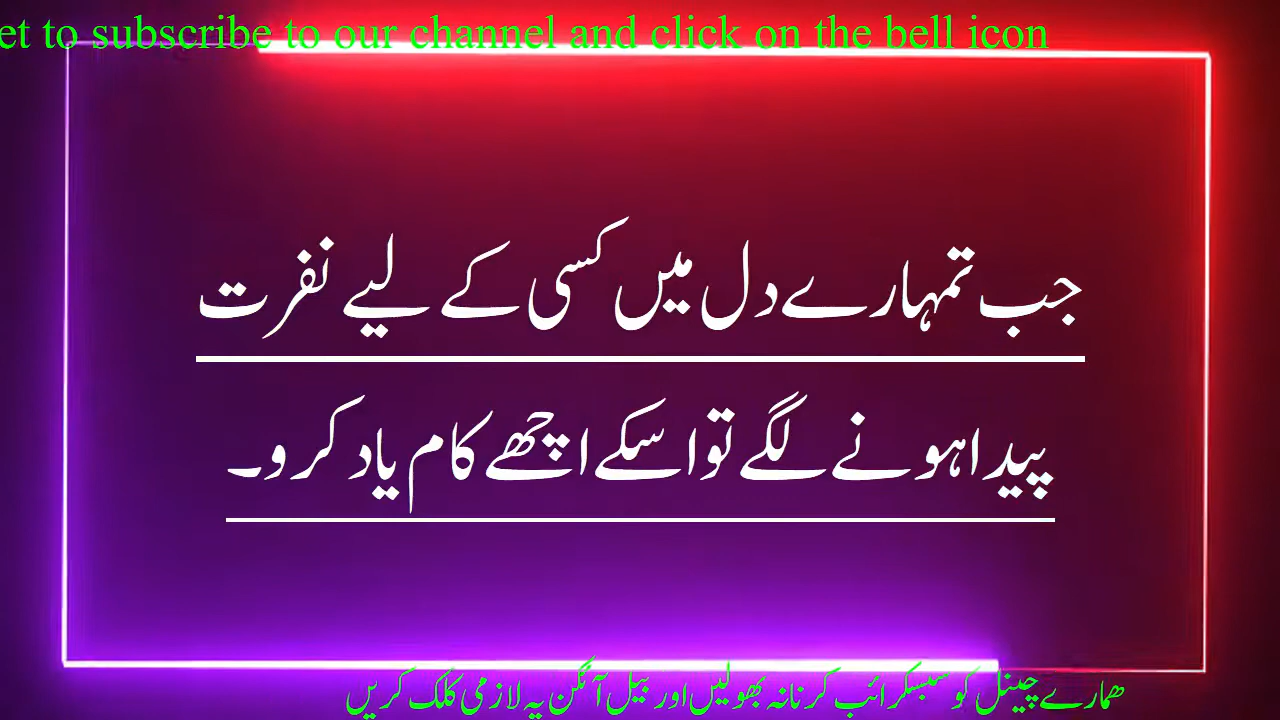 et to subscribe to our channel and click on the bell icon
جب تمہارے دل میں کسی کے لیے نفرت
پیدا ہونے لگے تو اسکے اچھے کام یاد کرو۔
ھمارے چینل کو سبسکرائب کرنا نہ بھولیں اور بیل آئکن پہ لازمی کلک کریں